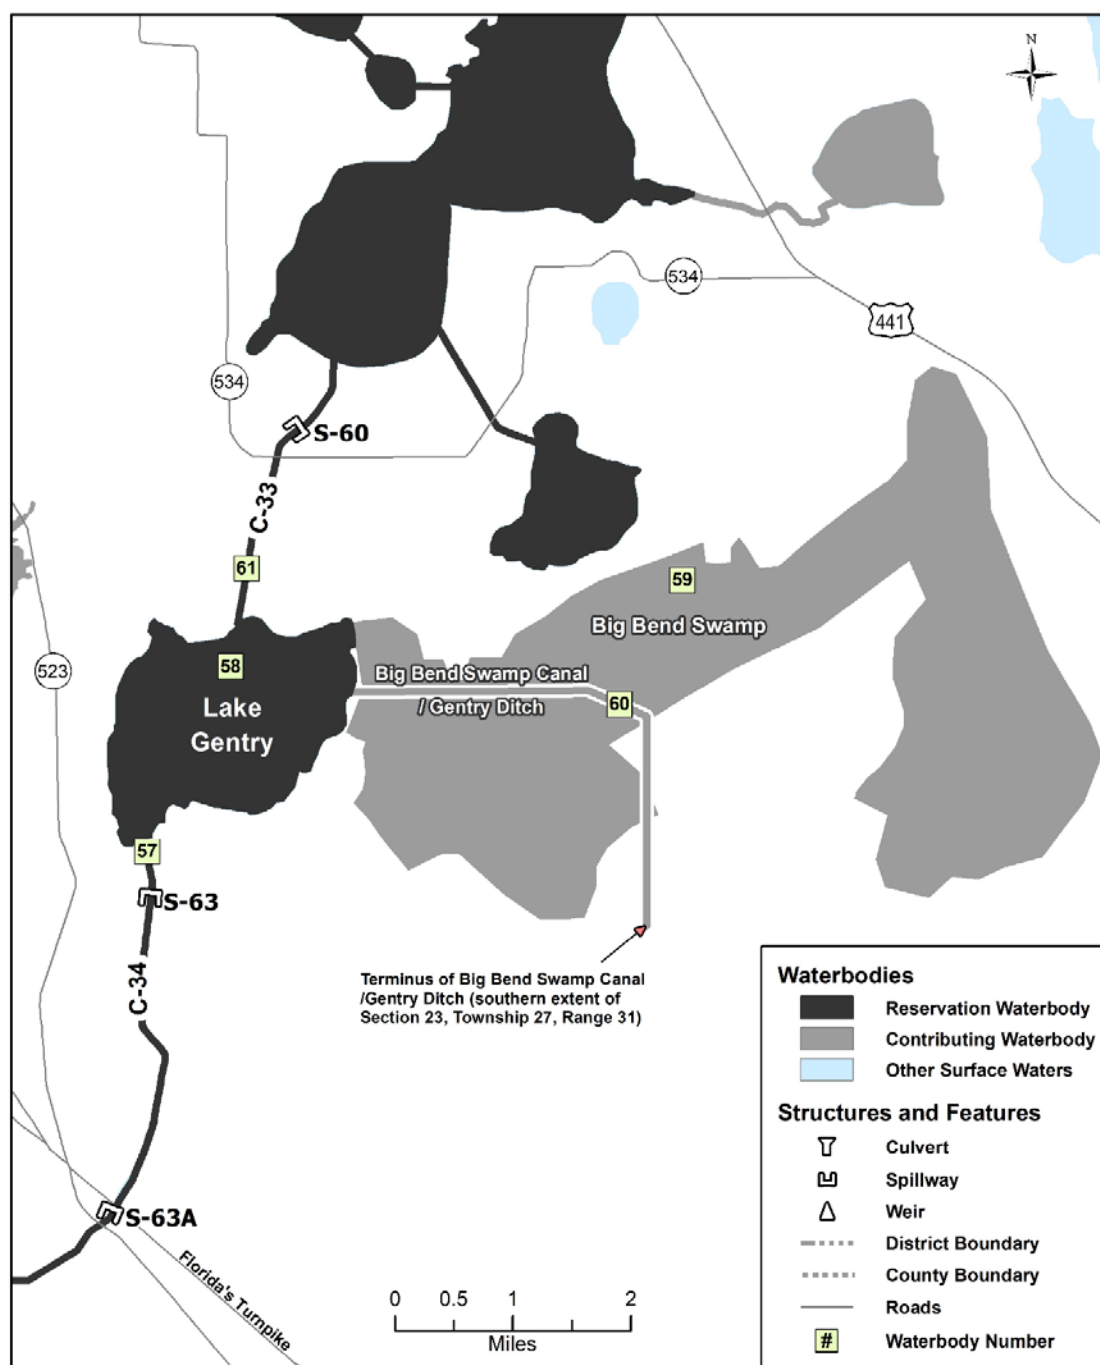 N
534
441
534
S-60
C-33
61
59
Big Bend Swamp
58
Lake
Gentry
523
Big Bend Swamp Canal
/ Gentry Ditch
60
57
S-63
C-34
Terminus of Big Bend Swamp Canal
/Gentry Ditch (southern extent of
Section 23, Township 27, Range 31)
S-63A
Florida's Turnpike
0 0.5 1 2
Miles
Waterbodies
Reservation Waterbody
Contributing Waterbody
Other Surface Waters
Structures and Features
Culvert
Spillway
Weir
District Boundary
County Boundary
Roads
# Waterbody Number